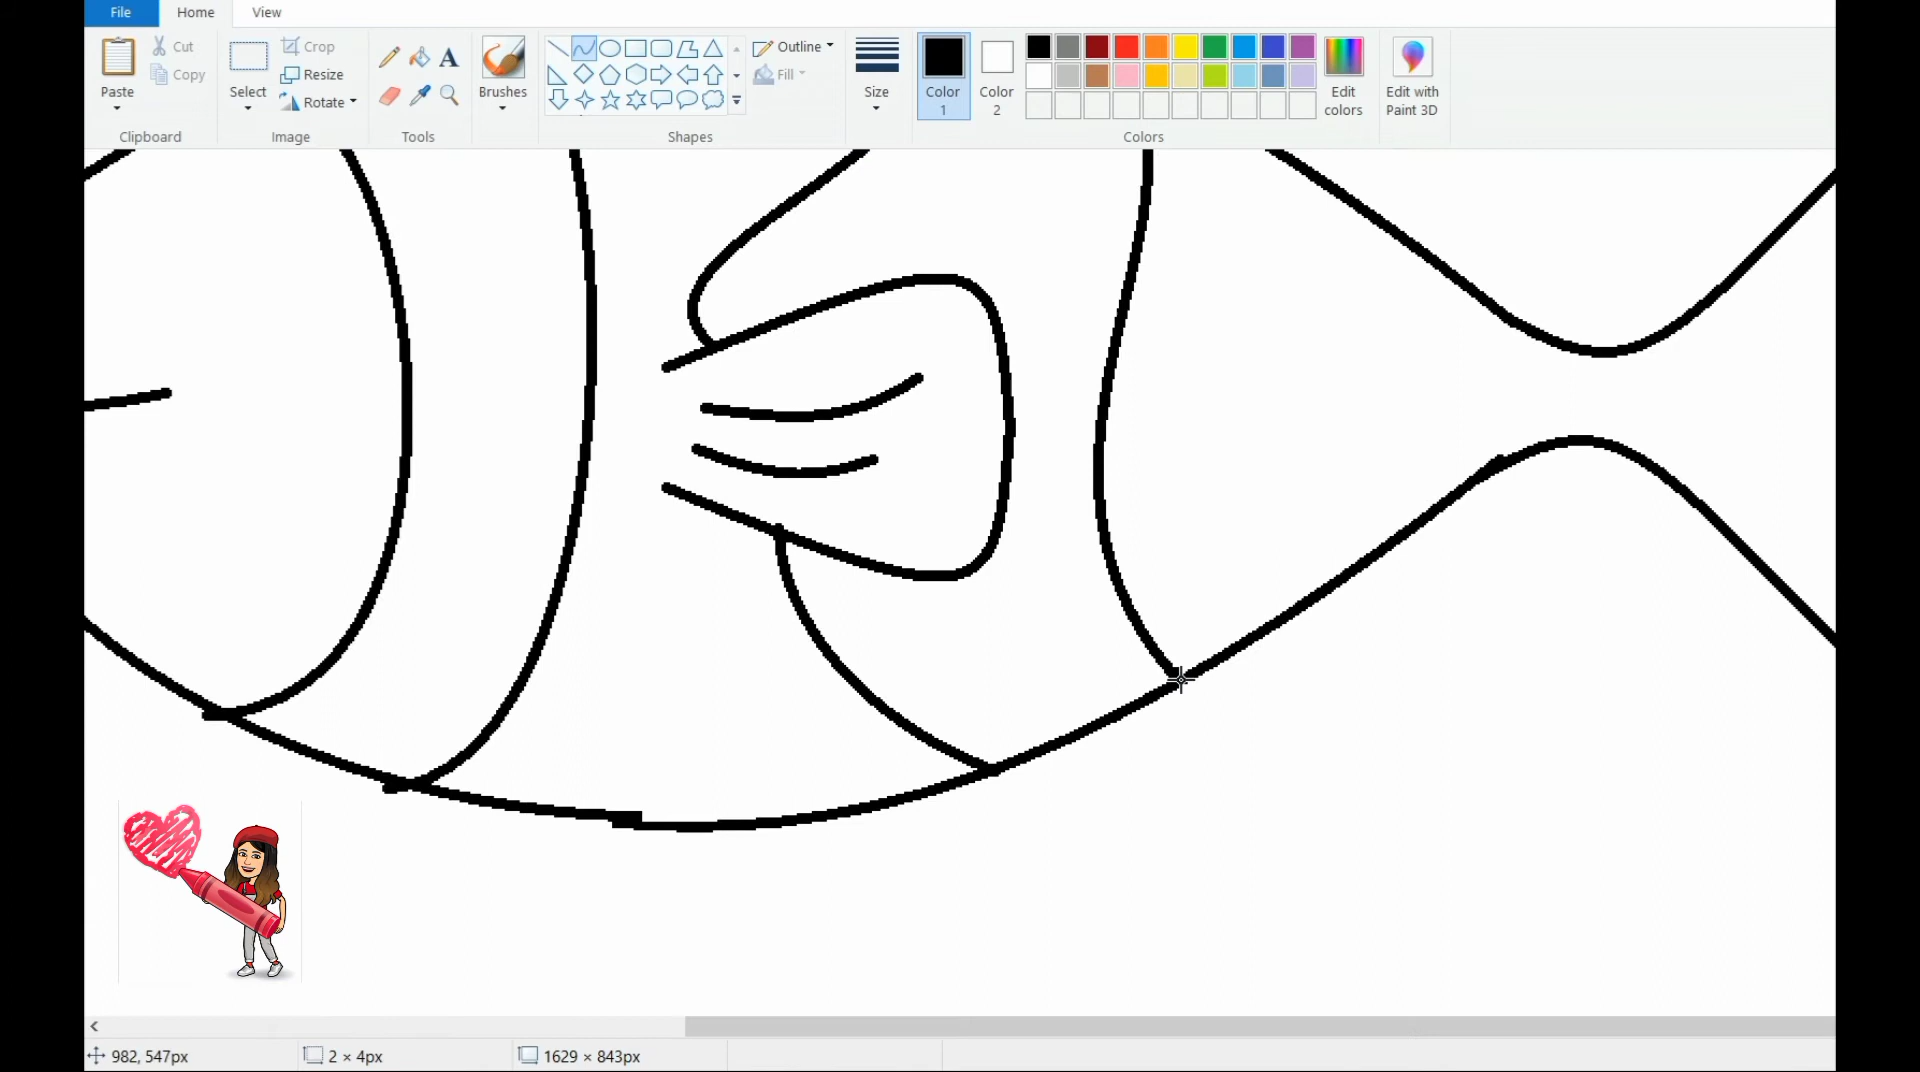 File Home View
Paste
Cut
Copy
Clipboard
Select
Crop
Resize
Rotate
Image
A
Tools
Brushes
Outline
Fill
Shapes
Size
Color
1
Color
2
Edit
colors
Colors
Edit with
Paint 3D
982, 547px
2 × 4px
1629 × 843px